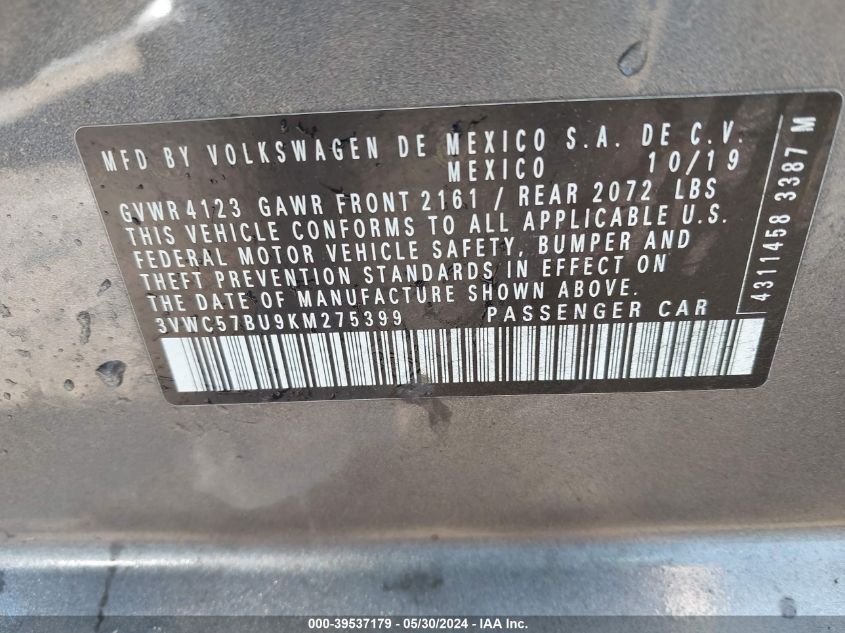 MFD BY VOLKSWAGEN DE MEXICO S.A. DE C.V.
MEXICO 10/19
GVWR 4123 GAWR FRONT 2161 / REAR 2072 LBS
THIS VEHICLE CONFORMS TO ALL APPLICABLE U.S.
FEDERAL MOTOR VEHICLE SAFETY, BUMPER AND
THEFT PREVENTION STANDARDS IN EFFECT ON
THE DATE OF MANUFACTURE SHOWN ABOVE.
3VWC57BU9KM275399 PASSENGER CAR
4311458 3387 M
000-39537179 / 05/30/2024 - IAA Inc.